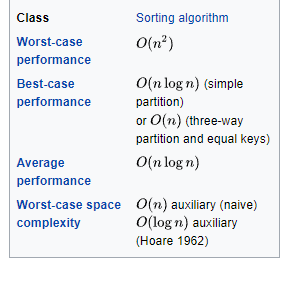 Class Sorting algorithm
Worst-case O(n²)
performance
Best-case O(n log n) (simple
performance partition)
or O(n) (three-way
partition and equal keys)
Average O(n log n)
performance
Worst-case space O(n) auxiliary (naive)
complexity O(log n) auxiliary
(Hoare 1962)